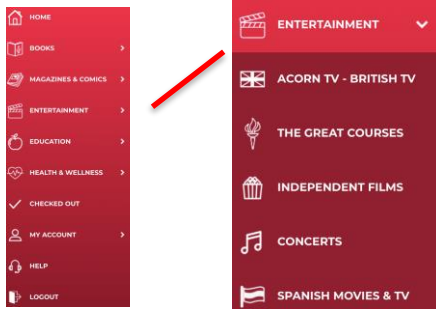 HOME
BOOKS
MAGAZINES & COMICS
ENTERTAINMENT
EDUCATION
HEALTH & WELLNESS
CHECKED OUT
MY ACCOUNT
HELP
LOGOUT
ENTERTAINMENT
ACORN TV - BRITISH TV
THE GREAT COURSES
INDEPENDENT FILMS
CONCERTS
SPANISH MOVIES & TV